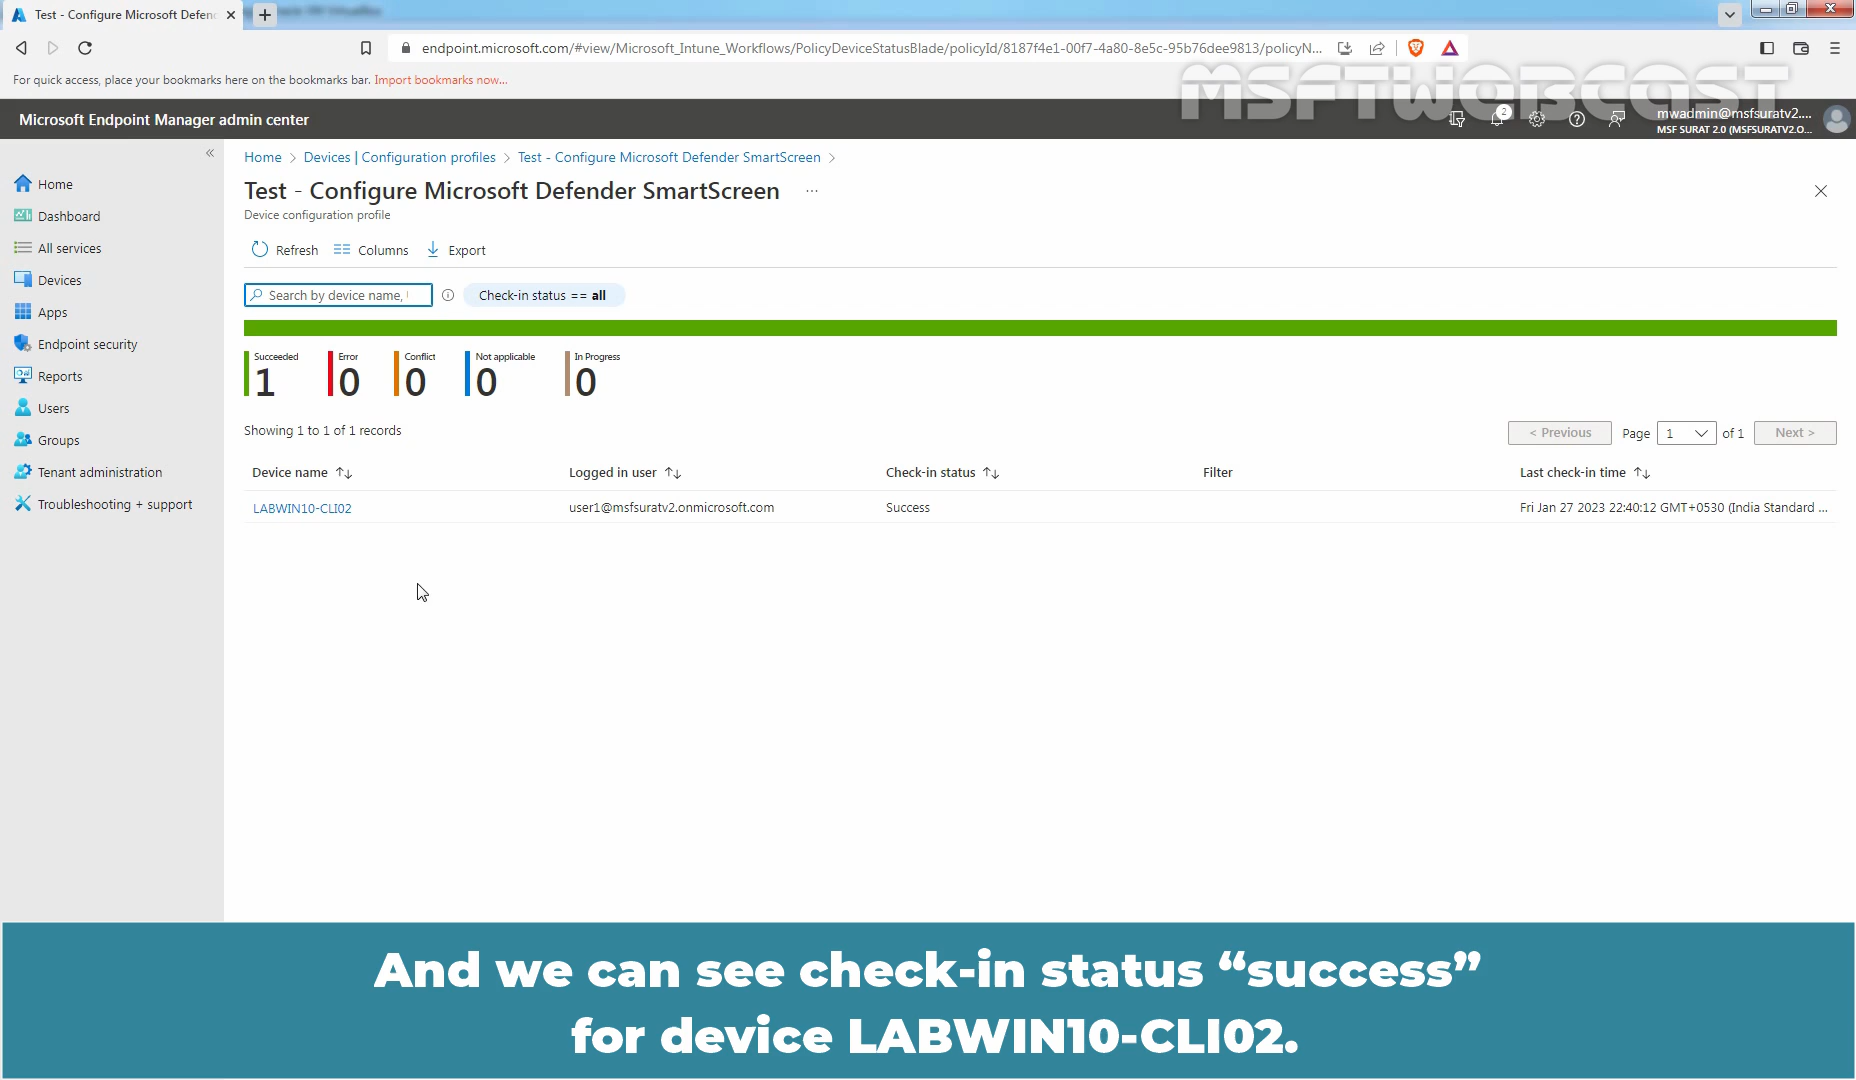 Test - Configure Microsoft Defend
endpoint.microsoft.com/#view/Microsoft_Intune_Workflows/PolicyDeviceStatusBlade/policyId/8187f4e1-00f7-4a80-8e5c-95b76dee9813/policyN...
For quick access, place your bookmarks here on the bookmarks bar. Import bookmarks now...
MSFTWEBCAST
Microsoft Endpoint Manager admin center
2
mwadmin@msfsuratv2....
MSF SURAT 2.0 (MSFSURATV2.O...
Home > Devices | Configuration profiles > Test - Configure Microsoft Defender SmartScreen >
Test - Configure Microsoft Defender SmartScreen ...
Device configuration profile
Home
Dashboard
All services
Devices
Apps
Endpoint security
Reports
Users
Groups
Tenant administration
Troubleshooting + support
Refresh Columns Export
Search by device name, Check-in status == all
Succeeded Error Conflict Not applicable In Progress
1 0 0 0 0
Showing 1 to 1 of 1 records
< Previous Page 1 of 1 Next >
Device name Logged in user Check-in status Filter Last check-in time
LABWIN10-CLI02 user1@msfsuratv2.onmicrosoft.com Success Fri Jan 27 2023 22:40:12 GMT+0530 (India Standard ...
And we can see check-in status “success”
for device LABWIN10-CLI02.